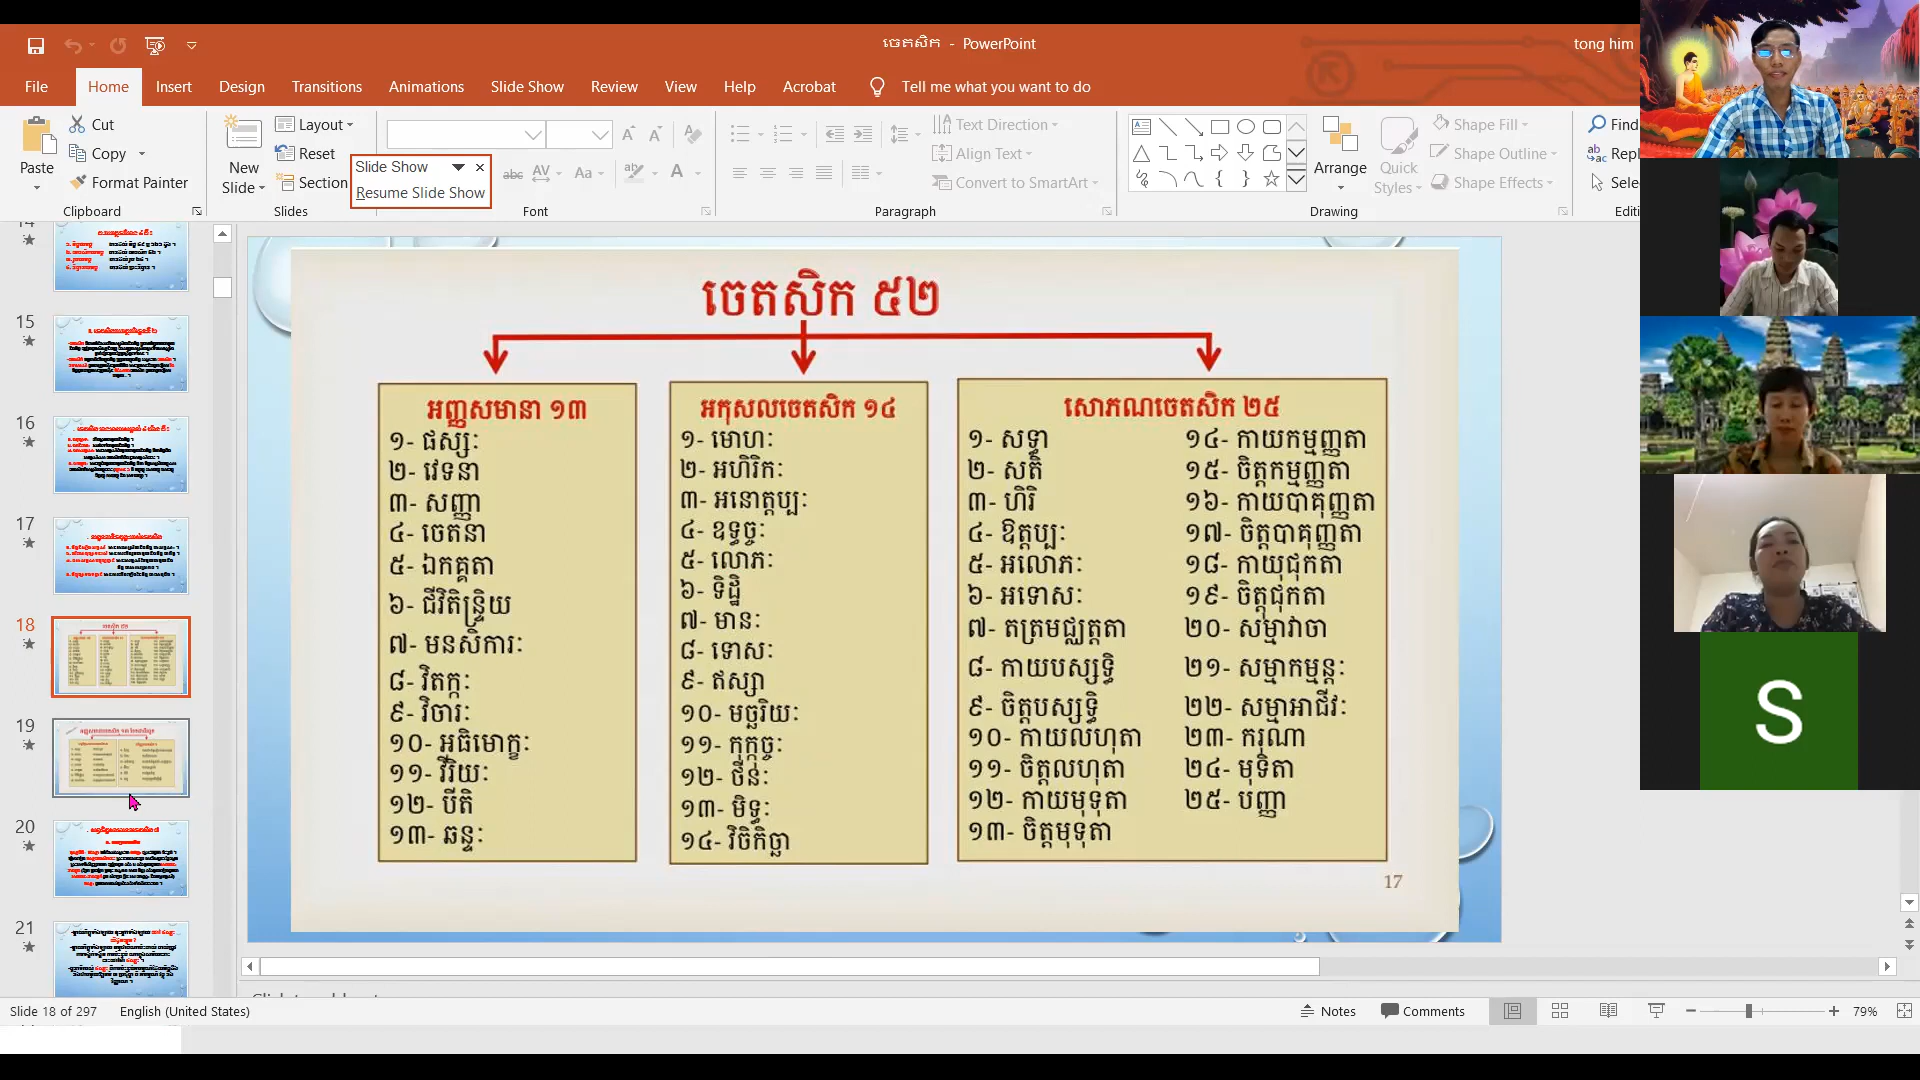 ចេតសិក - PowerPoint
tong him
File Home Insert Design Transitions Animations Slide Show Review View Help Acrobat Tell me what you want to do
Paste
Cut
Copy
Format Painter
Clipboard
New Slide
Layout
Reset
Section
Slides
Slide Show
Resume Slide Show
Font
Text Direction
Align Text
Convert to SmartArt
Paragraph
Arrange
Quick Styles
Shape Fill
Shape Outline
Shape Effects
Drawing
Find
Repl
Sele
Editi
15
16
17
18
19
20
21
ចេតសិក ៥២
អញ្ញសមានា ១៣
១- ផស្សៈ
២- វេទនា
៣- សញ្ញា
៤- ចេតនា
៥- ឯកគ្គតា
៦- ជីវិតិន្ទ្រិយ
៧- មនសិការៈ
៨- វិតក្កៈ
៩- វិចារៈ
១០- អធិមោក្ខៈ
១១- វីរិយៈ
១២- បីតិ
១៣- ឆន្ទៈ
អកុសលចេតសិក ១៤
១- មោហៈ
២- អហិរិកៈ
៣- អនោត្តប្បៈ
៤- ឧទ្ធច្ចៈ
៥- លោភៈ
៦- ទិដ្ឋិ
៧- មានៈ
៨- ទោសៈ
៩- ឥស្សា
១០- មច្ឆរិយៈ
១១- កុក្កុច្ចៈ
១២- ថីនៈ
១៣- មិទ្ធៈ
១៤- វិចិកិច្ឆា
សោភណចេតសិក ២៥
១- សទ្ធា
២- សតិ
៣- ហិរិ
៤- ឱត្តប្បៈ
៥- អលោភៈ
៦- អទោសៈ
៧- តត្រមជ្ឈត្តតា
៨- កាយបស្សទ្ធិ
៩- ចិត្តបស្សទ្ធិ
១០- កាយលហុតា
១១- ចិត្តលហុតា
១២- កាយមុទុតា
១៣- ចិត្តមុទុតា
១៤- កាយកម្មញ្ញតា
១៥- ចិត្តកម្មញ្ញតា
១៦- កាយបាគុញ្ញតា
១៧- ចិត្តបាគុញ្ញតា
១៨- កាយុជុកតា
១៩- ចិត្តុជុកតា
២០- សម្មាវាចា
២១- សម្មាកម្មន្តៈ
២២- សម្មាអាជីវៈ
២៣- ករុណា
២៤- មុទិតា
២៥- បញ្ញា
17
S
Slide 18 of 297 English (United States)
Notes Comments 79%